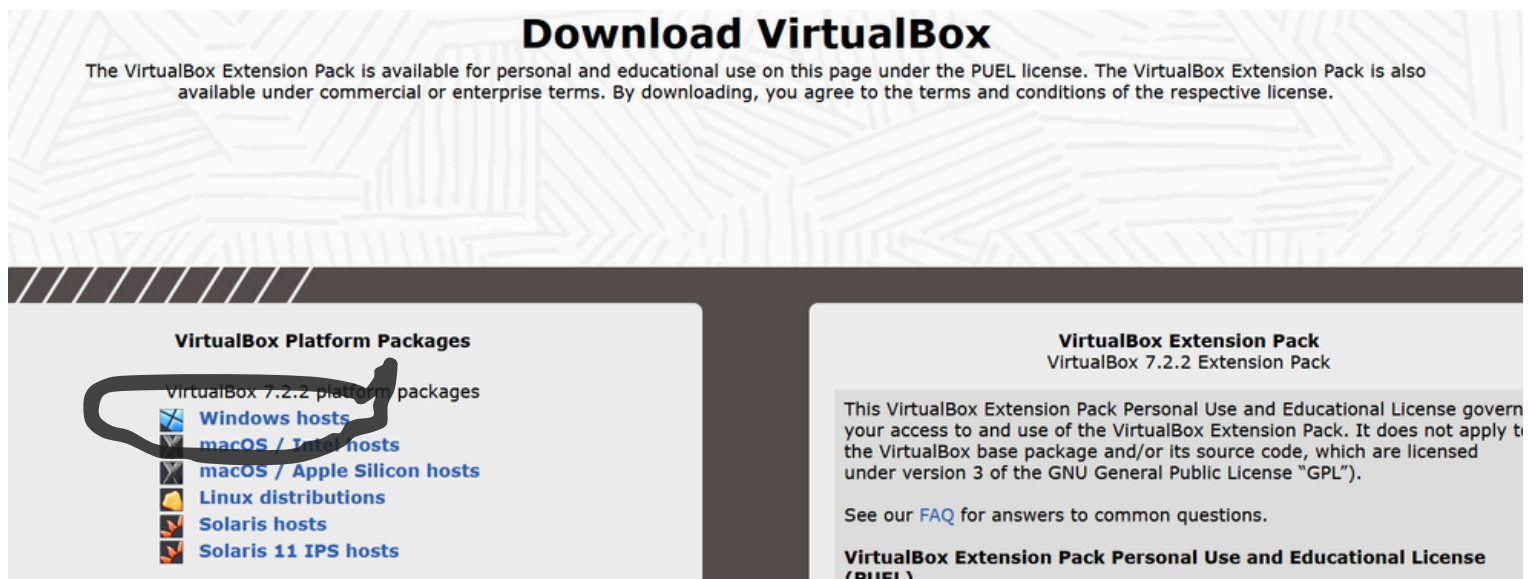 Download VirtualBox
The VirtualBox Extension Pack is available for personal and educational use on this page under the PUEL license. The VirtualBox Extension Pack is also
available under commercial or enterprise terms. By downloading, you agree to the terms and conditions of the respective license.
VirtualBox Platform Packages
VirtualBox 7.2.2 platform packages
Windows hosts
macOS / Intel hosts
macOS / Apple Silicon hosts
Linux distributions
Solaris hosts
Solaris 11 IPS hosts
VirtualBox Extension Pack
VirtualBox 7.2.2 Extension Pack
This VirtualBox Extension Pack Personal Use and Educational License govern
your access to and use of the VirtualBox Extension Pack. It does not apply to
the VirtualBox base package and/or its source code, which are licensed
under version 3 of the GNU General Public License “GPL”).
See our FAQ for answers to common questions.
VirtualBox Extension Pack Personal Use and Educational License
(PUEL)